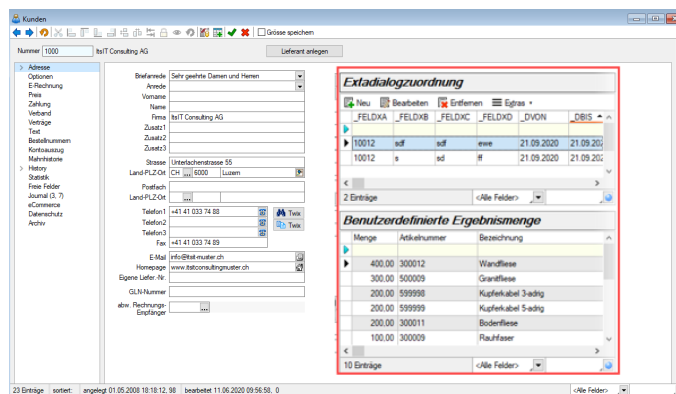 Kunden
Grösse speichern
Nummer 1000 ItsIT Consulting AG
Lieferant anlegen
Adresse
Optionen
E-Rechnung
Preis
Zahlung
Verband
Verträge
Text
Bestellnummern
Kontoauszug
Mahnhistorie
History
Statistik
Freie Felder
Journal (3, 7)
eCommerce
Datenschutz
Archiv
Briefanrede Sehr geehrte Damen und Herren
Anrede
Vorname
Name
Firma ItsIT Consulting AG
Zusatz1
Zusatz2
Zusatz3
Strasse Unterlachenstrasse 55
Land-PLZ-Ort CH ... 6000 Luzern
Postfach
Land-PLZ-Ort ...
Telefon1 +41 41 033 74 88 Twix
Telefon2 Twix
Telefon3
Fax +41 41 033 74 89
E-Mail info@itsit-muster.ch
Homepage www.itsitconsultingmuster.ch
Eigene Liefer.-Nr.
GLN-Nummer
abw. Rechnungs-
Empfänger ...
Extadialogzuordnung
Neu Bearbeiten Entfernen Extras
_FELDXA _FELDXB _FELDXC _FELDXD _DVON _DBIS
10012 sdf sdf ewe 21.09.2020 21.09.202
10012 s sd ff 21.09.2020 21.09.202
2 Einträge <Alle Felder>
Benutzerdefinierte Ergebnismenge
Menge Artikelnummer Bezeichnung
400,00 300012 Wandfliese
300,00 500009 Granitfliese
200,00 599998 Kupferkabel 3-adrig
200,00 599999 Kupferkabel 5-adrig
200,00 300011 Bodenfliese
100,00 300009 Rauhfaser
10 Einträge <Alle Felder>
23 Einträge sortiert: angelegt 01.05.2008 18:18:12, 98 bearbeitet 11.06.2020 09:56:58, 0 <Alle Felder>